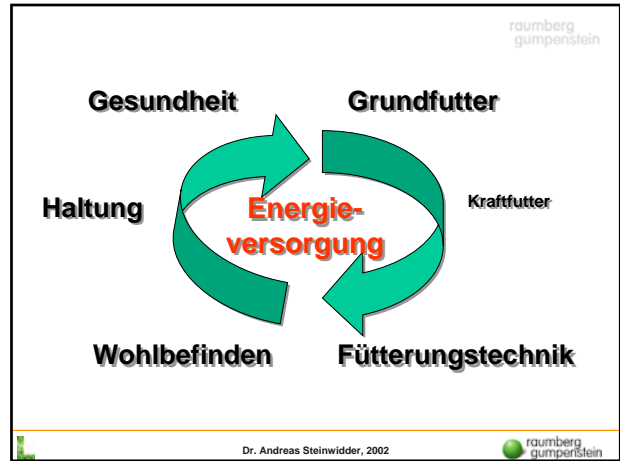 raumberg
gumpenstein
Gesundheit
Grundfutter
Haltung
Energie-
versorgung
Kraftfutter
Wohlbefinden
Fütterungstechnik
Dr. Andreas Steinwidder, 2002
raumberg
gumpenstein